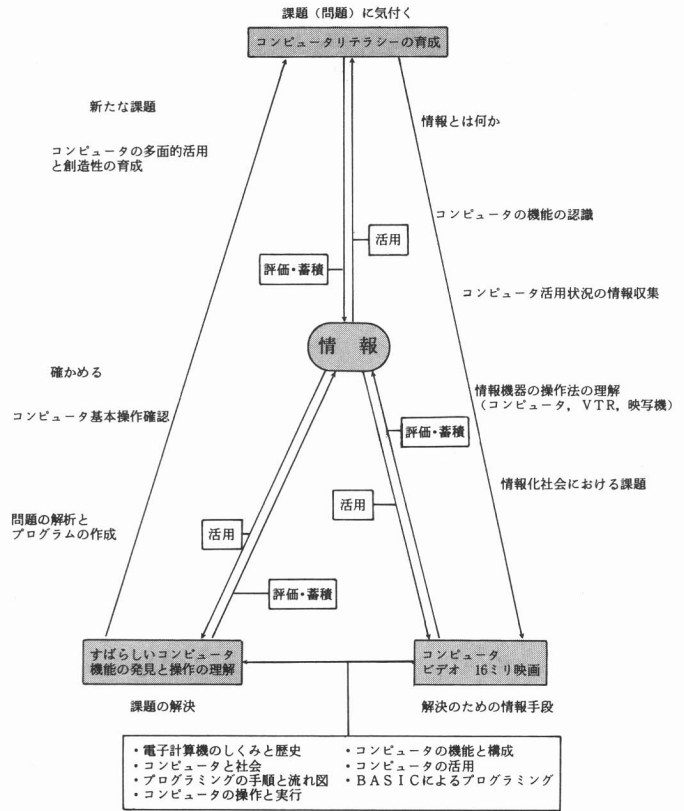 課題(問題)に気付く
コンピュータリテラシーの育成
新たな課題
コンピュータの多面的活用
と創造性の育成
情報とは何か
コンピュータの機能の認識
活用
評価・蓄積
コンピュータ活用状況の情報収集
情報
確かめる
コンピュータ基本操作確認
情報機器の操作法の理解
(コンピュータ,VTR,映写機)
評価・蓄積
情報化社会における課題
活用
問題の解析と
プログラムの作成
活用
評価・蓄積
すばらしいコンピュータ
機能の発見と操作の理解
コンピュータ
ビデオ 16ミリ映画
課題の解決
解決のための情報手段
・電子計算機のしくみと歴史
・コンピュータと社会
・プログラミングの手順と流れ図
・コンピュータの操作と実行
・コンピュータの機能と構成
・コンピュータの活用
・BASICによるプログラミング